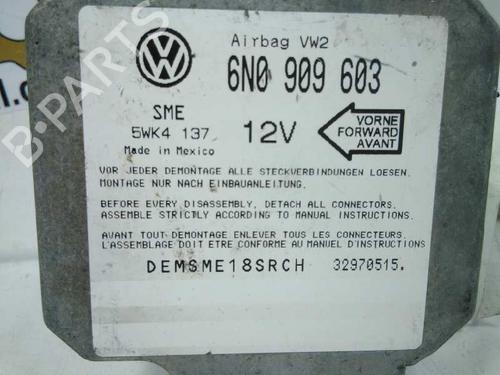 Airbag VW2
6N0 909 603
SME
5WK4 137
Made in Mexico
12V
VORNE
FORWARD
AVANT
VOR JEDER DEMONTAGE ALLE STECKVERBINDUNGEN LOESEN.
MONTAGE NUR NACH EINBAUANLEITUNG.
BEFORE EVERY DISASSEMBLY, DETACH ALL CONNECTORS.
ASSEMBLE STRICTLY ACCORDING TO MANUAL INSTRUCTIONS.
AVANT TOUT DEMONTAGE ENLEVER TOUS LES CONNECTEURS.
L'ASSEMBLAGE DOIT ETRE CONFORME AU MANUEL D'INSTRUCTIONS
DEMSME18SRCH 32970515.
B-PARTS